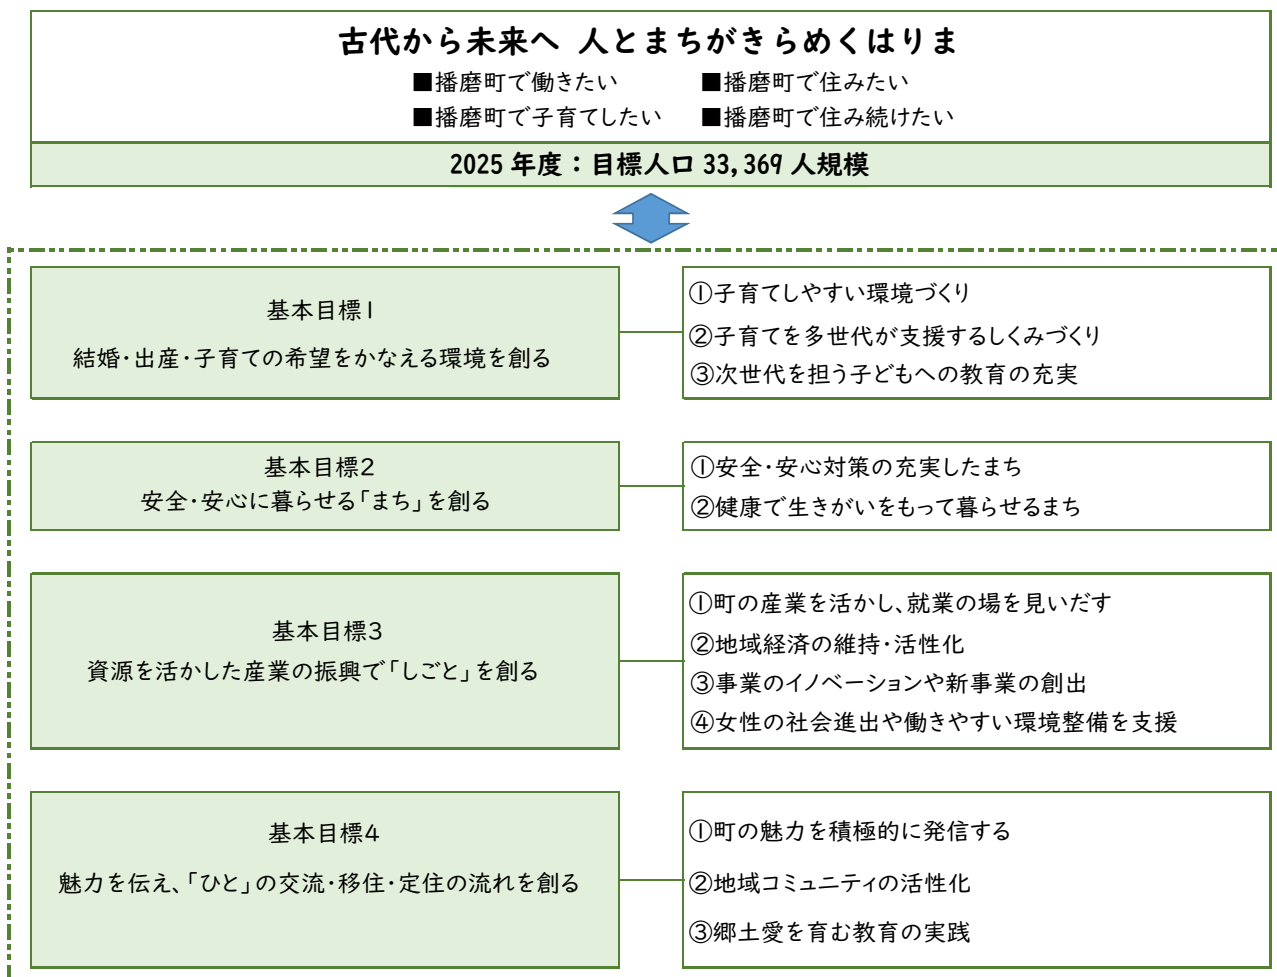 古代から未来へ 人とまちがきらめくはりま
■播磨町で働きたい ■播磨町で住みたい
■播磨町で子育てしたい ■播磨町で住み続けたい
2025 年度：目標人口 33,369 人規模
基本目標1
結婚・出産・子育ての希望をかなえる環境を創る
①子育てしやすい環境づくり
②子育てを多世代が支援するしくみづくり
③次世代を担う子どもへの教育の充実
基本目標2
安全・安心に暮らせる「まち」を創る
①安全・安心対策の充実したまち
②健康で生きがいをもって暮らせるまち
基本目標3
資源を活かした産業の振興で「しごと」を創る
①町の産業を活かし、就業の場を見いだす
②地域経済の維持・活性化
③事業のイノベーションや新事業の創出
④女性の社会進出や働きやすい環境整備を支援
基本目標4
魅力を伝え、「ひと」の交流・移住・定住の流れを創る
①町の魅力を積極的に発信する
②地域コミュニティの活性化
③郷土愛を育む教育の実践